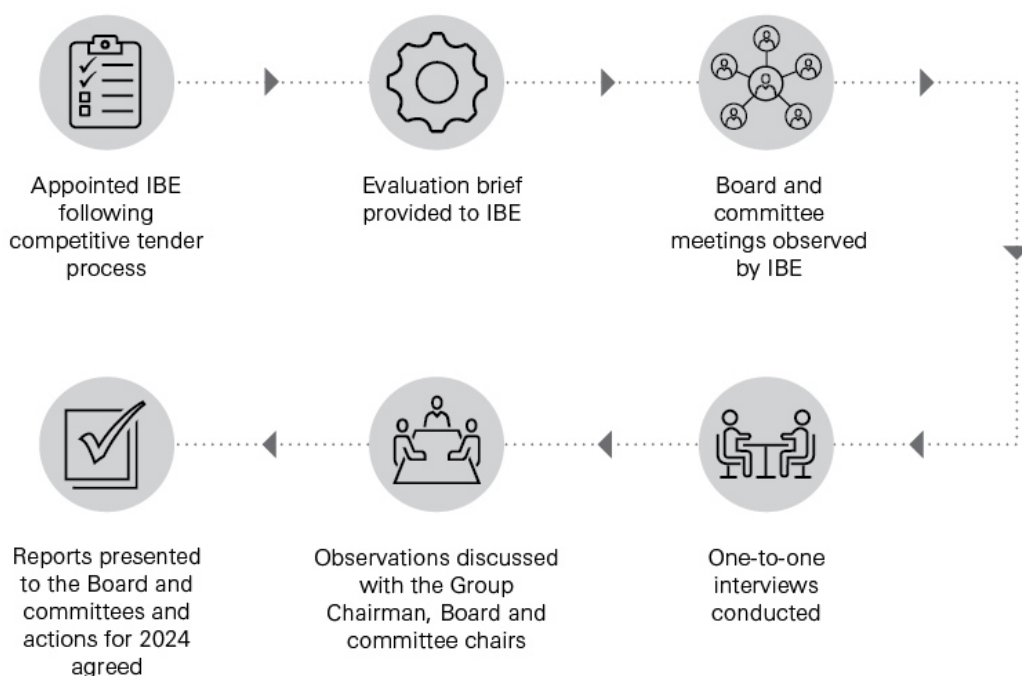 Appointed IBE
following
competitive tender
process
Evaluation brief
provided to IBE
Board and
committee
meetings observed
by IBE
One-to-one
interviews
conducted
Observations discussed
with the Group
Chairman, Board and
committee chairs
Reports presented
to the Board and
committees and
actions for 2024
agreed